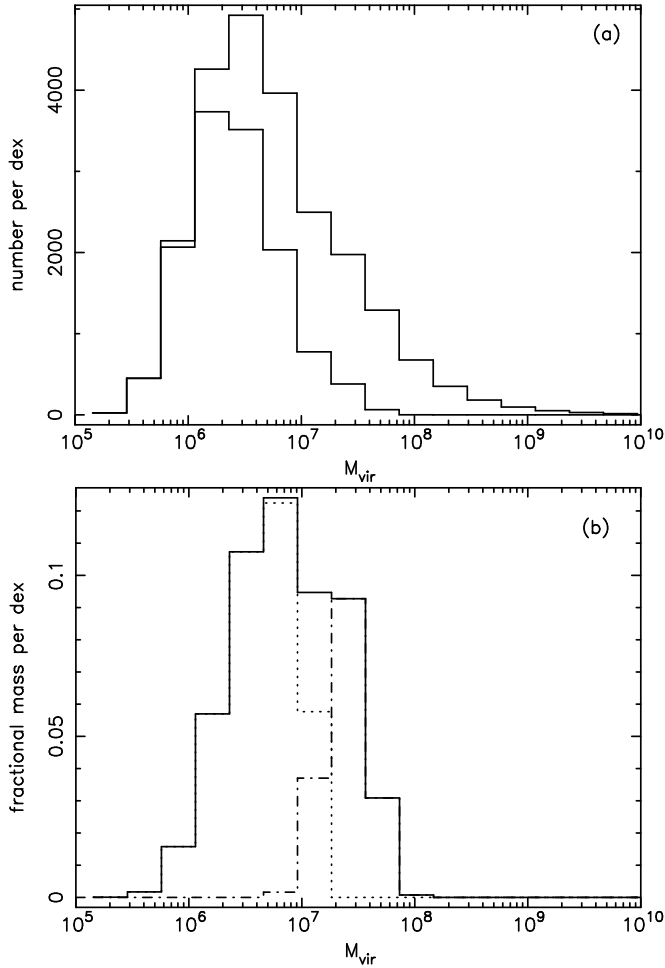 (a)
4000
2000
0
number per dex
10^5 10^6 10^7 10^8 10^9 10^10
M_vir
(b)
0.1
0.05
0
fractional mass per dex
10^5 10^6 10^7 10^8 10^9 10^10
M_vir